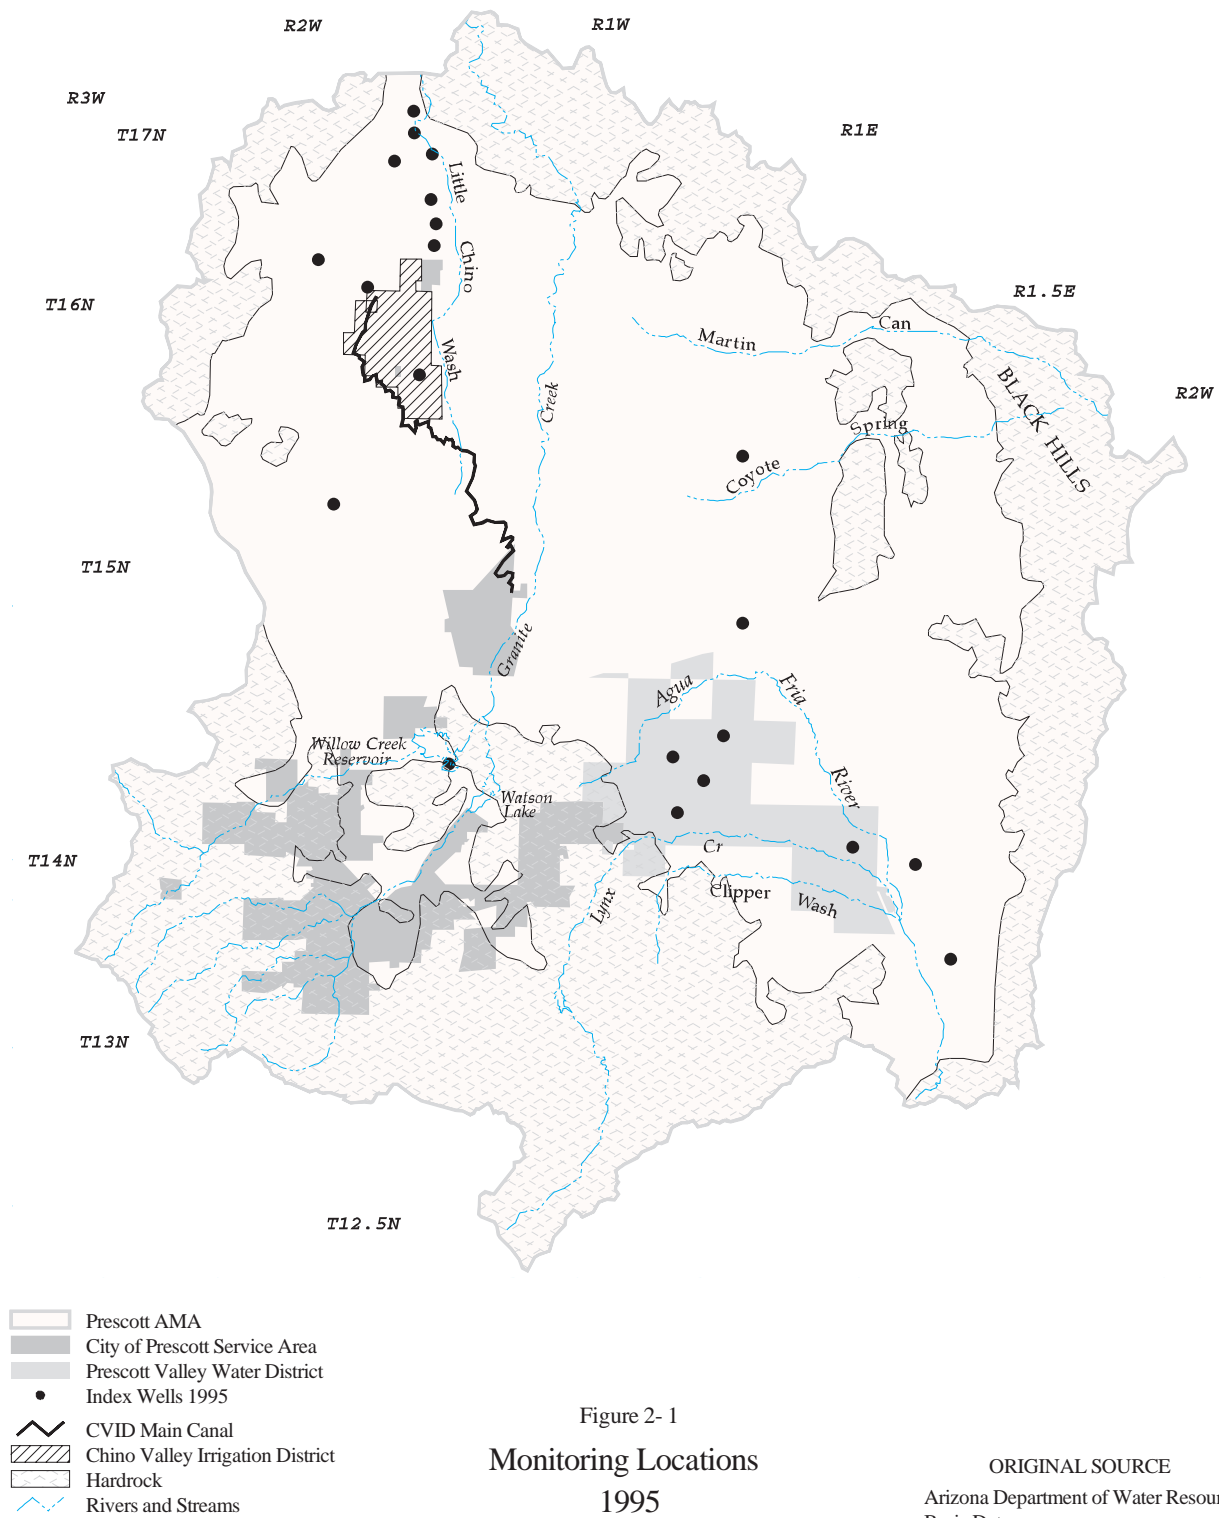 R2W
R1W
R3W
T17N
R1E
Little
Chino
Wash
T16N
R1.5E
Martin
Can
BLACK HILLS
R2W
Creek
Spring
Coyote
T15N
Granite
Agua
Fria
River
Willow Creek
Reservoir
Watson
Lake
Cr
T14N
Lynx
Clipper
Wash
T13N
T12.5N
Prescott AMA
City of Prescott Service Area
Prescott Valley Water District
Index Wells 1995
CVID Main Canal
Chino Valley Irrigation District
Hardrock
Rivers and Streams
Figure 2- 1
Monitoring Locations
1995
ORIGINAL SOURCE
Arizona Department of Water Resour